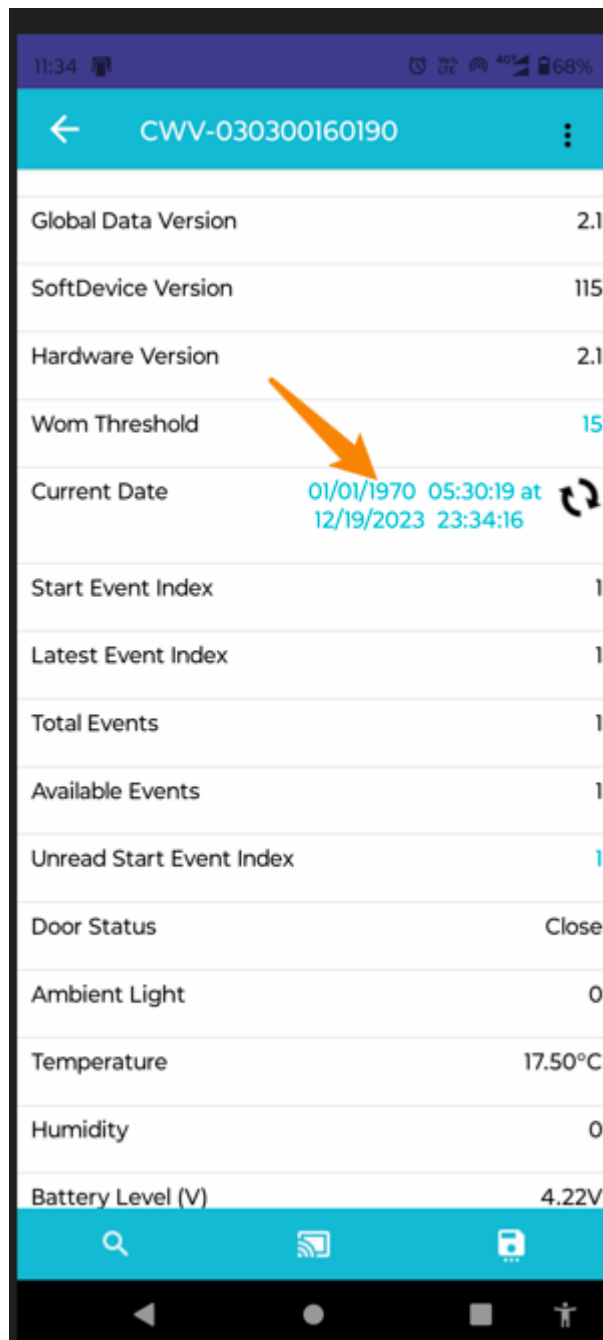 11:34 68%
CWV-030300160190
Global Data Version 2.1
SoftDevice Version 115
Hardware Version 2.1
Wom Threshold 15
Current Date 01/01/1970 05:30:19 at
12/19/2023 23:34:16
Start Event Index 1
Latest Event Index 1
Total Events 1
Available Events 1
Unread Start Event Index 1
Door Status Close
Ambient Light 0
Temperature 17.50°C
Humidity 0
Battery Level (V) 4.22V